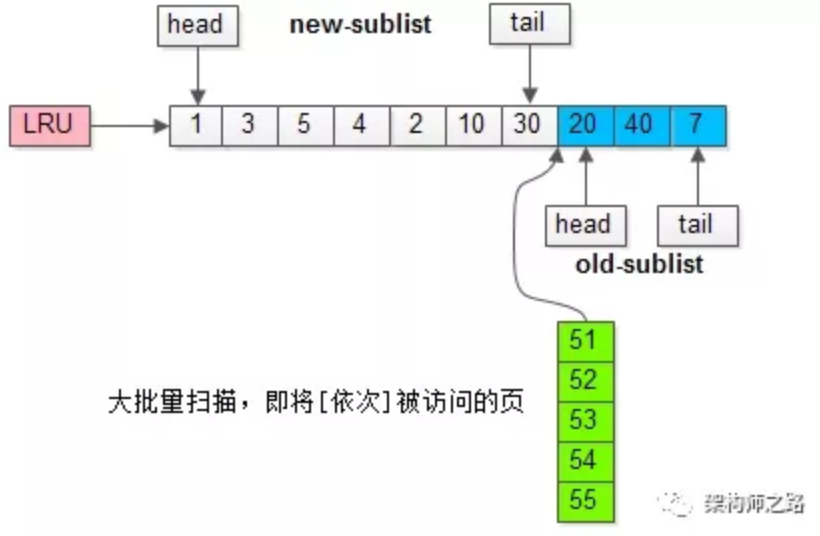 head new-sublist tail
LRU 1 3 5 4 2 10 30 20 40 7
head tail
old-sublist
51
大批量扫描，即将[依次]被访问的页 52
53
54
55
架构师之路